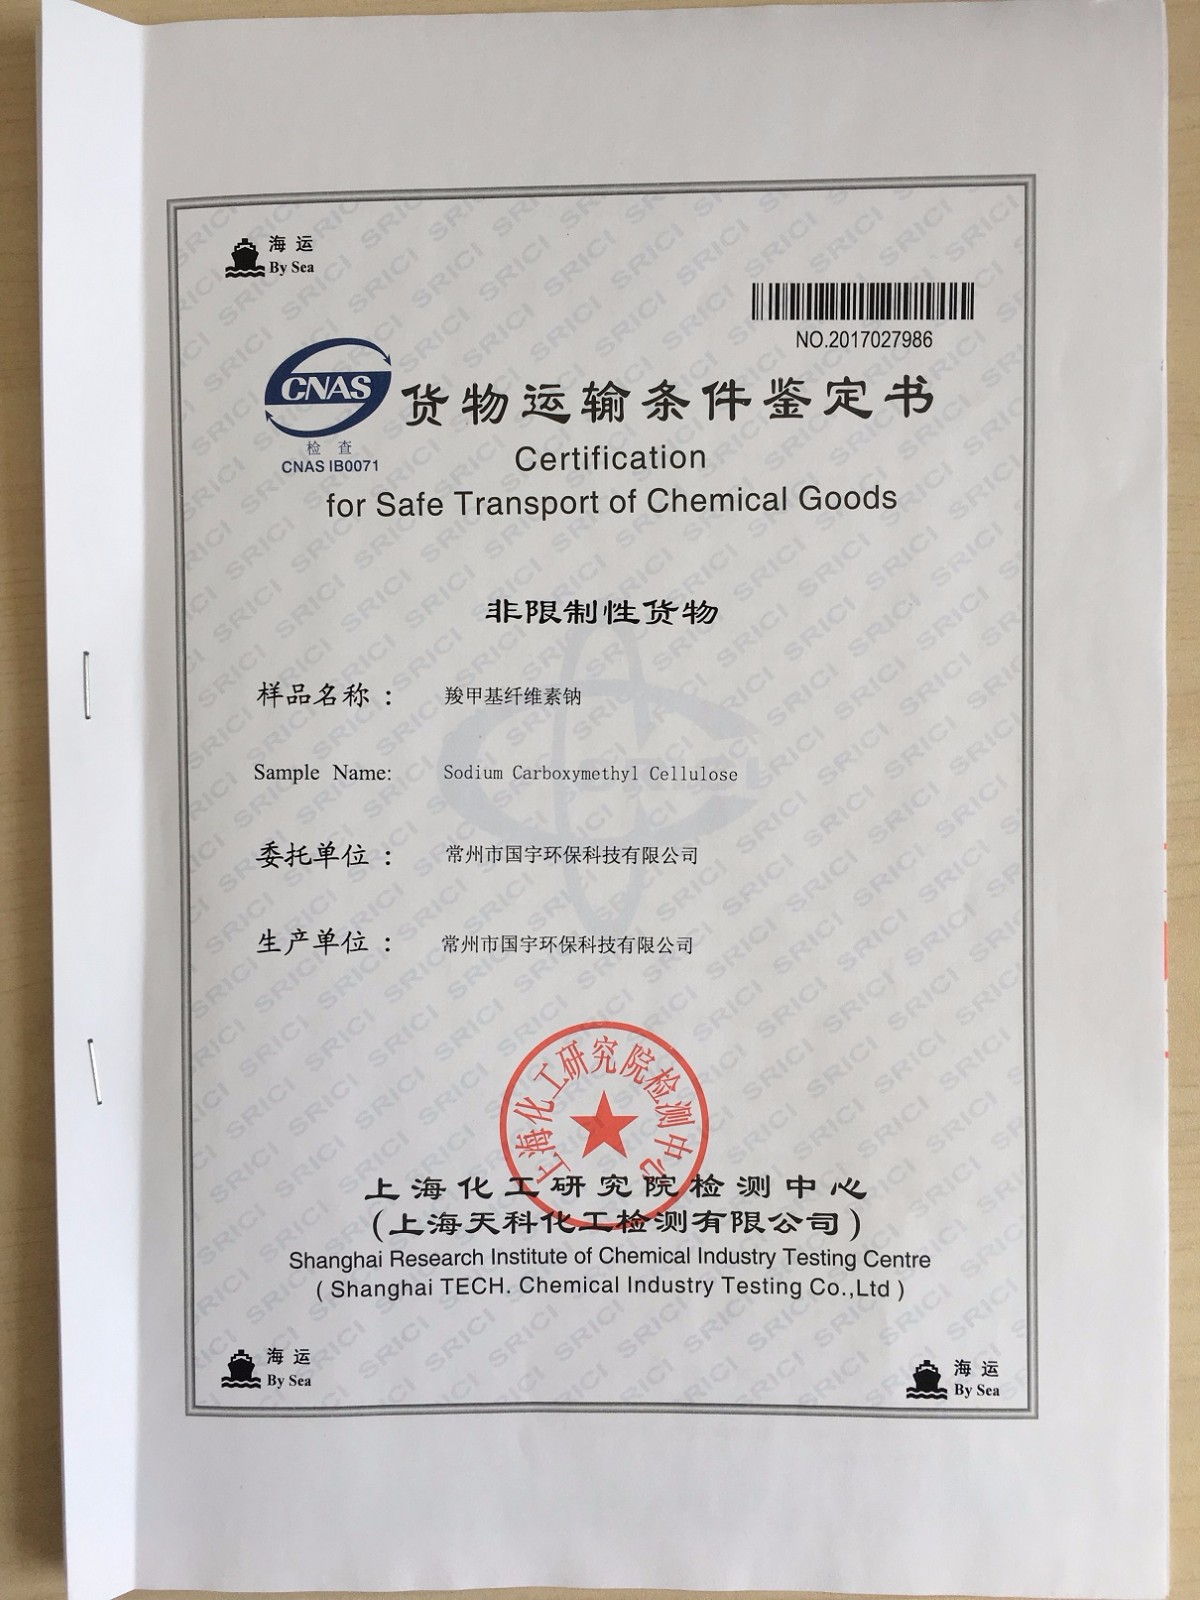 海运
By Sea
NO.2017027986
CNAS
检 查
CNAS IB0071
货物运输条件鉴定书
Certification
for Safe Transport of Chemical Goods
非限制性货物
样品名称： 羧甲基纤维素钠
Sample Name: Sodium Carboxymethyl Cellulose
委托单位： 常州市国宇环保科技有限公司
生产单位： 常州市国宇环保科技有限公司
上海化工研究院检测中心
上海化工研究院检测中心
(上海天科化工检测有限公司)
Shanghai Research Institute of Chemical Industry Testing Centre
( Shanghai TECH. Chemical Industry Testing Co.,Ltd )
海运
By Sea
海运
By Sea